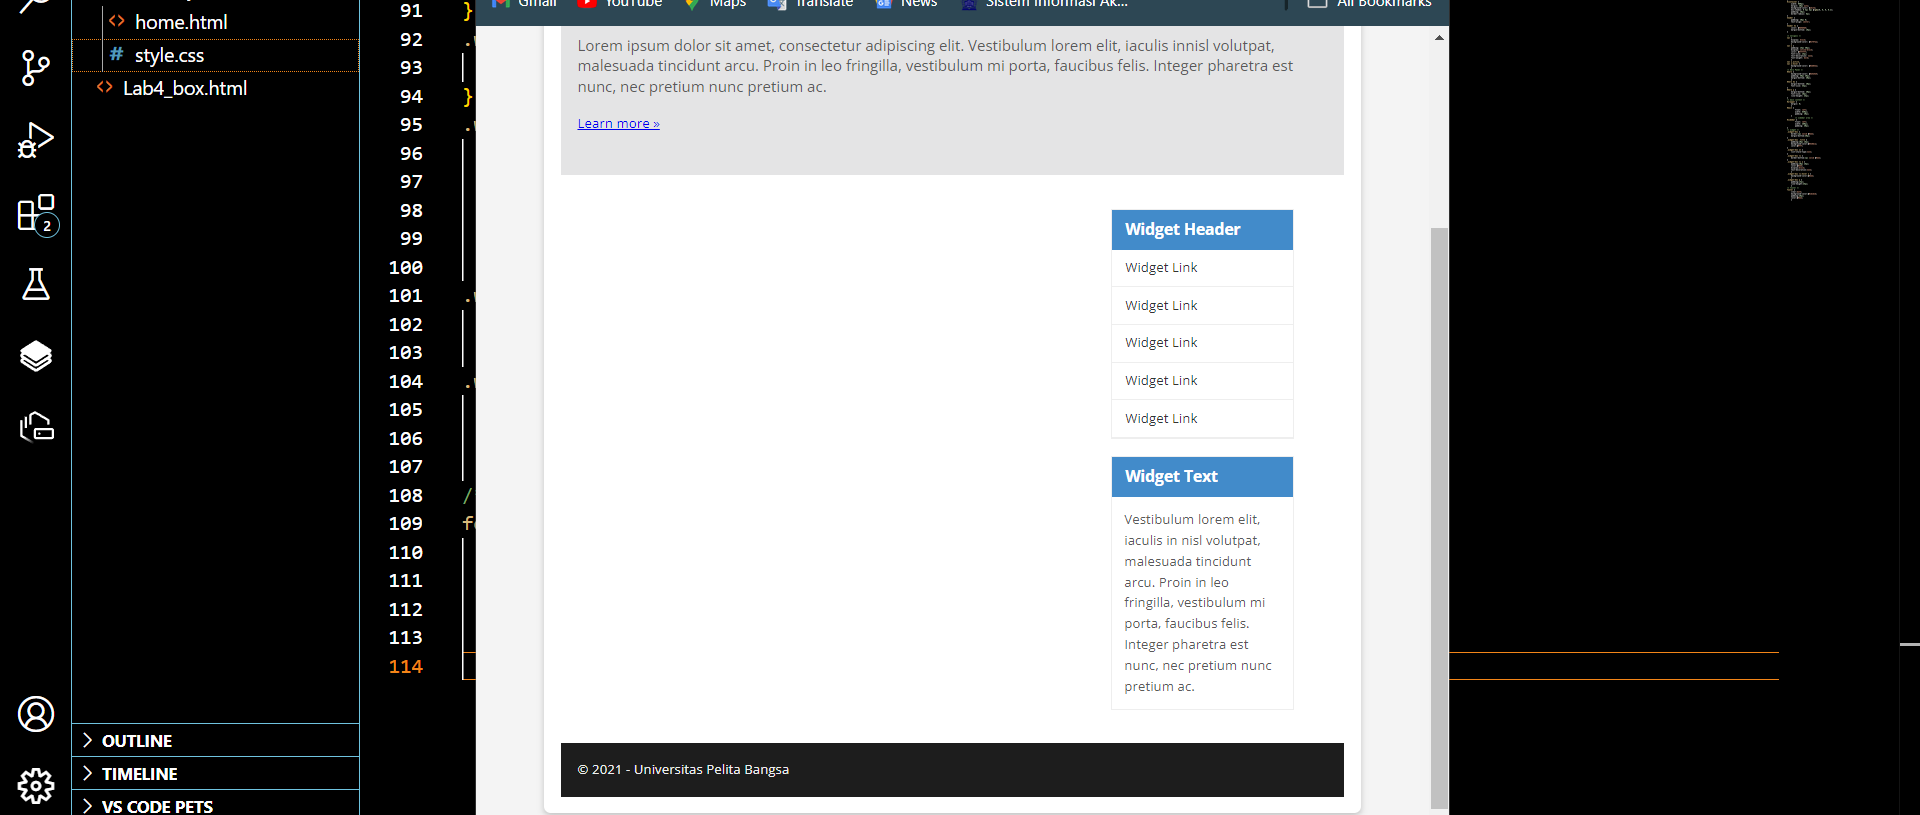 home.html
# style.css
Lab4_box.html
OUTLINE
TIMELINE
VS CODE PETS
2
91 }
92
93
94 }
95
96
97
98
99
100
101
102
103
104
105
106
107
108 /
109
110
111
112
113
114
Gmail YouTube Maps Translate News Sistem Informasi Ak... All Bookmarks
Lorem ipsum dolor sit amet, consectetur adipiscing elit. Vestibulum lorem elit, iaculis innisl volutpat,
malesuada tincidunt arcu. Proin in leo fringilla, vestibulum mi porta, faucibus felis. Integer pharetra est
nunc, nec pretium nunc pretium ac.
Learn more »
Widget Header
Widget Link
Widget Link
Widget Link
Widget Link
Widget Link
Widget Text
Vestibulum lorem elit,
iaculis in nisl volutpat,
malesuada tincidunt
arcu. Proin in leo
fringilla, vestibulum mi
porta, faucibus felis.
Integer pharetra est
nunc, nec pretium nunc
pretium ac.
© 2021 - Universitas Pelita Bangsa